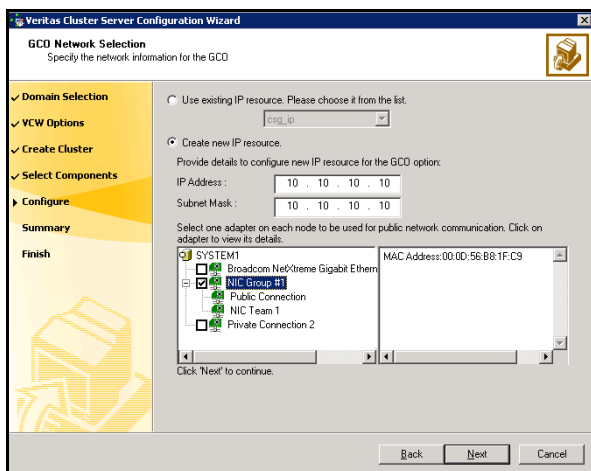 Veritas Cluster Server Configuration Wizard
GCO Network Selection
Specify the network information for the GCO
Domain Selection
VCW Options
Create Cluster
Select Components
Configure
Summary
Finish
Use existing IP resource. Please choose it from the list.
csg_ip
Create new IP resource.
Provide details to configure new IP resource for the GCO option:
IP Address : 10 . 10 . 10 . 10
Subnet Mask : 10 . 10 . 10 . 10
Select one adapter on each node to be used for public network communication. Click on
adapter to view its details.
SYSTEM1
Broadcom NetXtreme Gigabit Ethern
NIC Group #1
Public Connection
NIC Team 1
Private Connection 2
MAC Address:00:0D:56:B8:1F:C9
Click 'Next' to continue.
Back
Next
Cancel